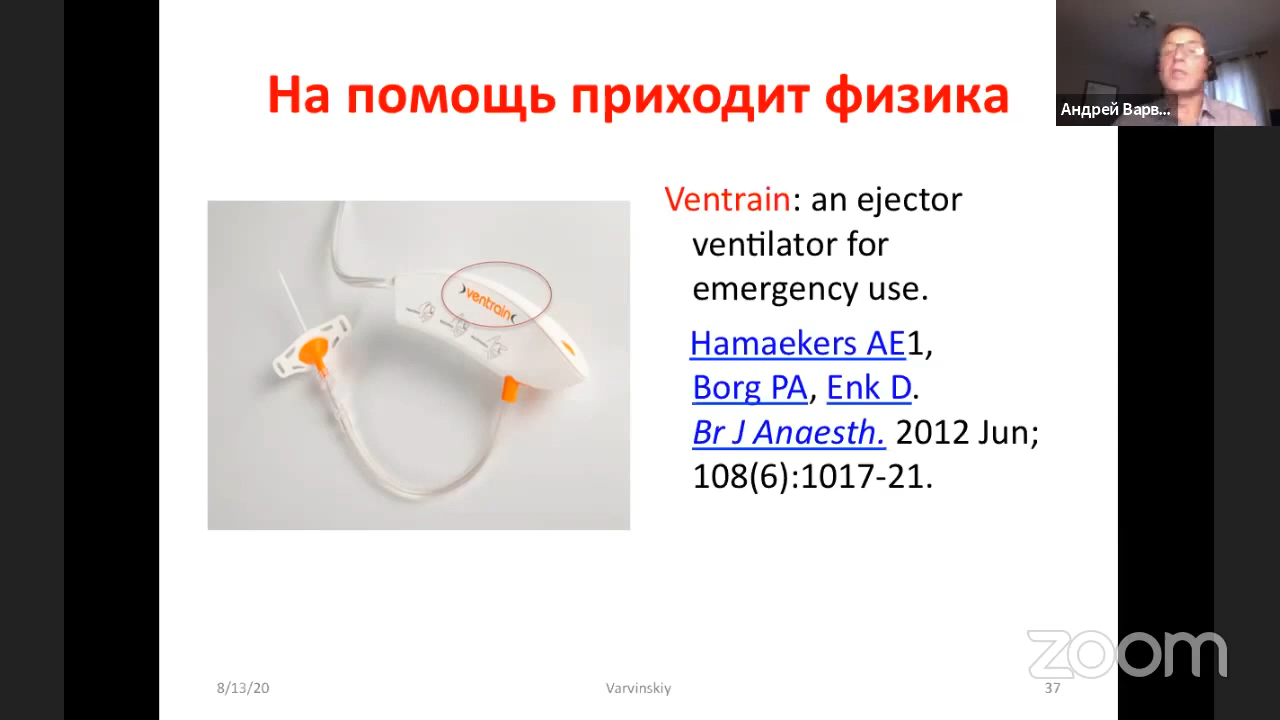 На помощь приходит физика
Андрей Варв...
Ventrain: an ejector
ventilator for
emergency use.
Hamaekers AE1,
Borg PA, Enk D.
Br J Anaesth. 2012 Jun;
108(6):1017-21.
ventrain
zoom
8/13/20
Varvinskiy
37